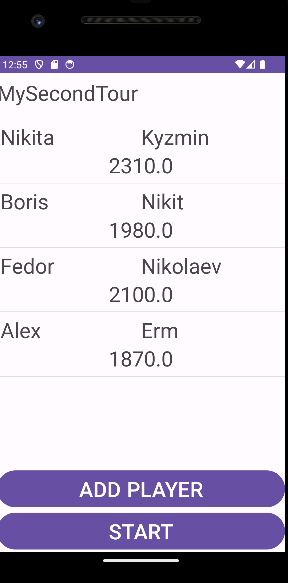 12:55
MySecondTour
Nikita Kyzmin
2310.0
Boris Nikit
1980.0
Fedor Nikolaev
2100.0
Alex Erm
1870.0
ADD PLAYER
START